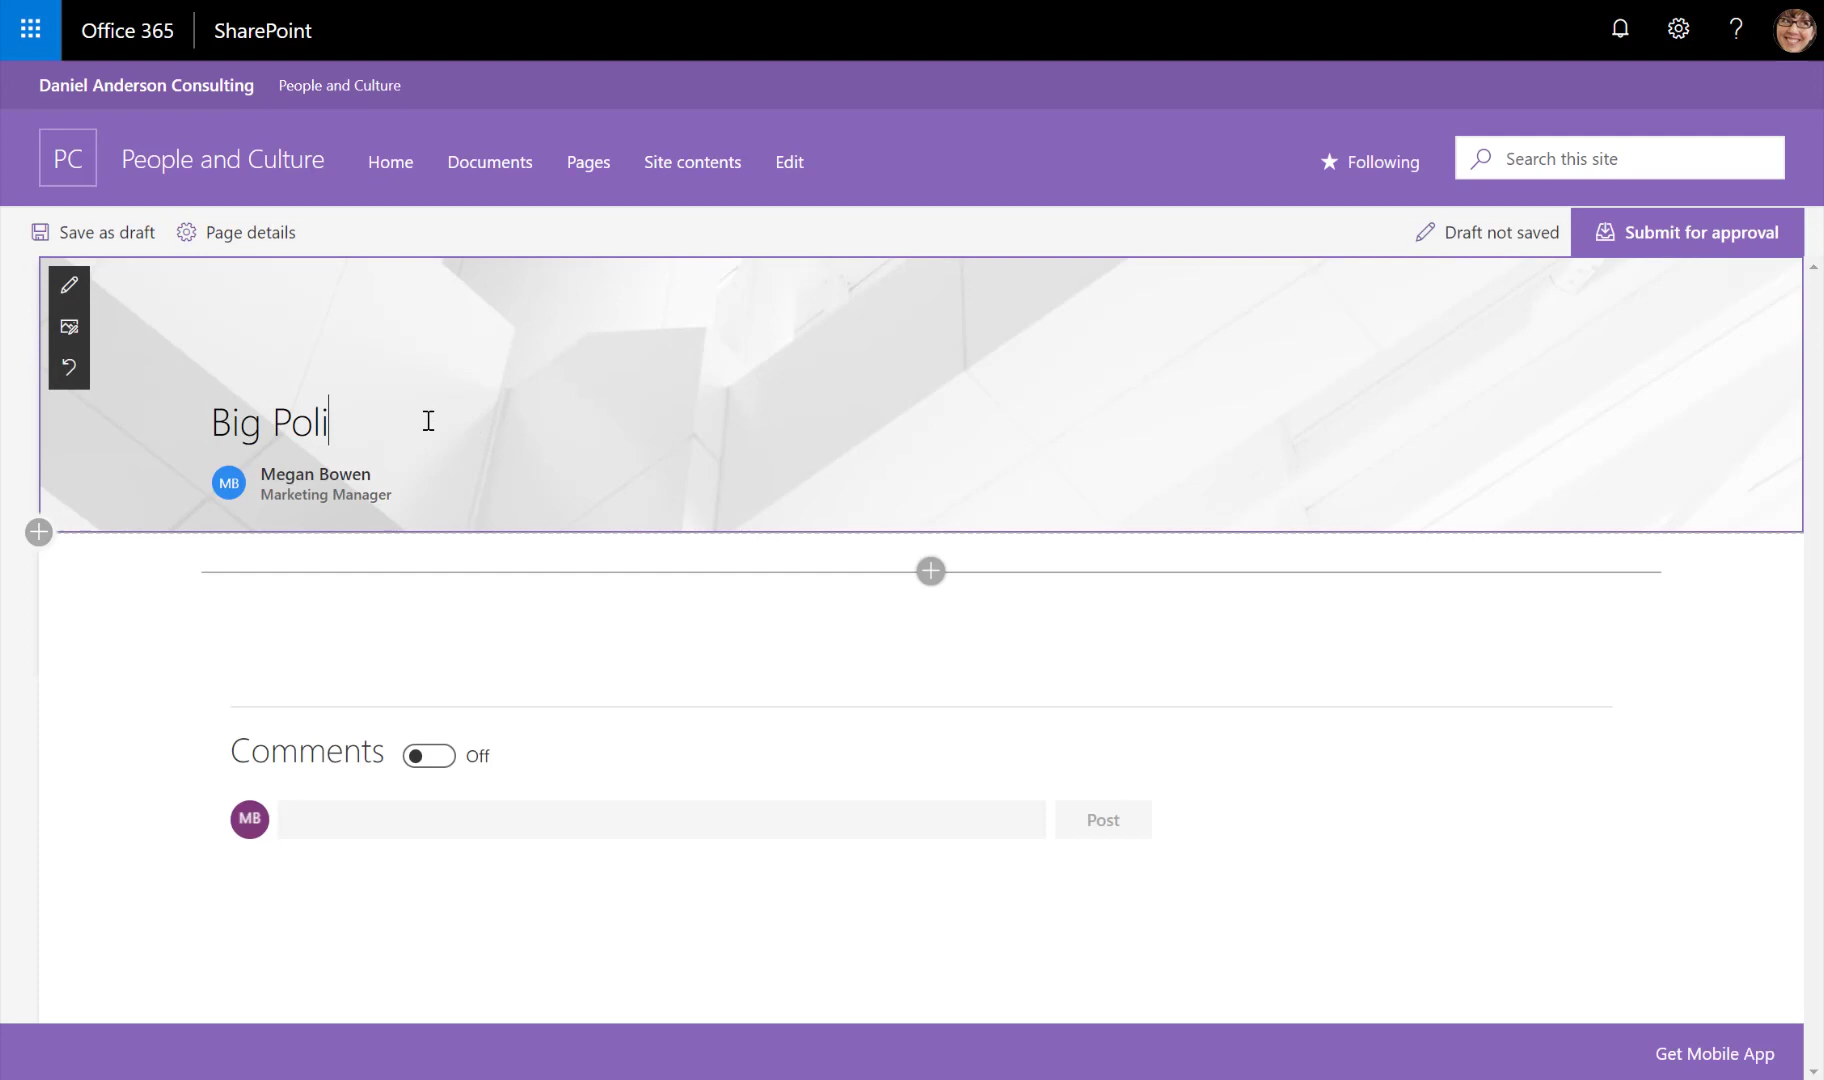 Office 365 SharePoint
Daniel Anderson Consulting People and Culture
PC People and Culture Home Documents Pages Site contents Edit Following Search this site
Save as draft Page details Draft not saved Submit for approval
Big Poli
MB Megan Bowen
Marketing Manager
Comments Off
MB Post
Get Mobile App